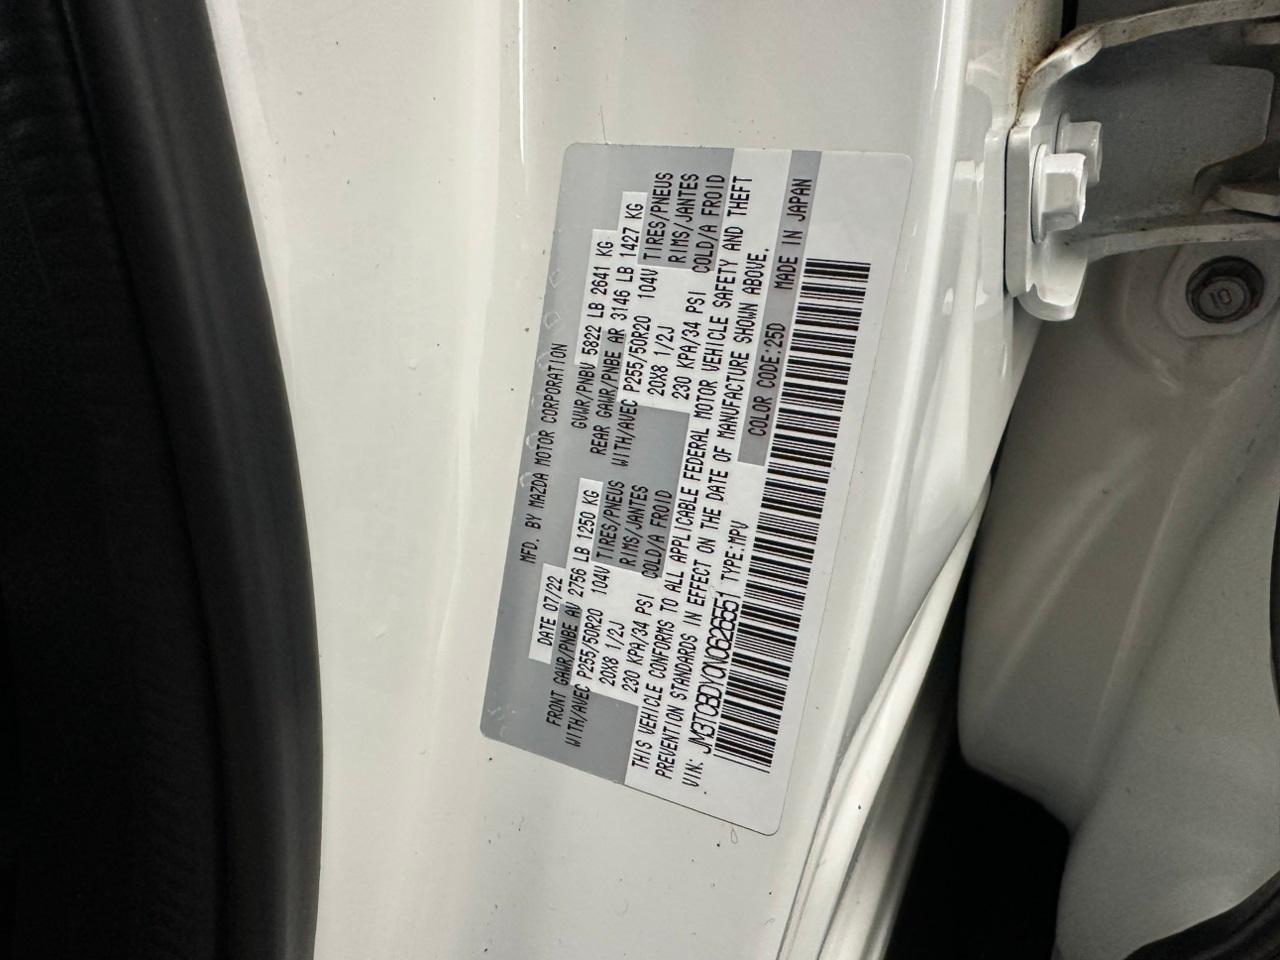 MFD. BY MAZDA MOTOR CORPORATION
DATE 07/22 GVWR/PNBV 5822 LB 2641 KG
FRONT GAWR/PNBE AV 2756 LB 1250 KG REAR GAWR/PNBE AR 3146 LB 1427 KG
WITH/AVEC P255/50R20 104V TIRES/PNEUS WITH/AVEC P255/50R20 104V TIRES/PNEUS
20X8 1/2J RIMS/JANTES 20X8 1/2J RIMS/JANTES
230 KPA/34 PSI COLD/A FROID 230 KPA/34 PSI COLD/A FROID
THIS VEHICLE CONFORMS TO ALL APPLICABLE FEDERAL MOTOR VEHICLE SAFETY AND THEFT
PREVENTION STANDARDS IN EFFECT ON THE DATE OF MANUFACTURE SHOWN ABOVE.
VIN: JM3TCBDY0N0626551 TYPE:MPV COLOR CODE:25D MADE IN JAPAN
10